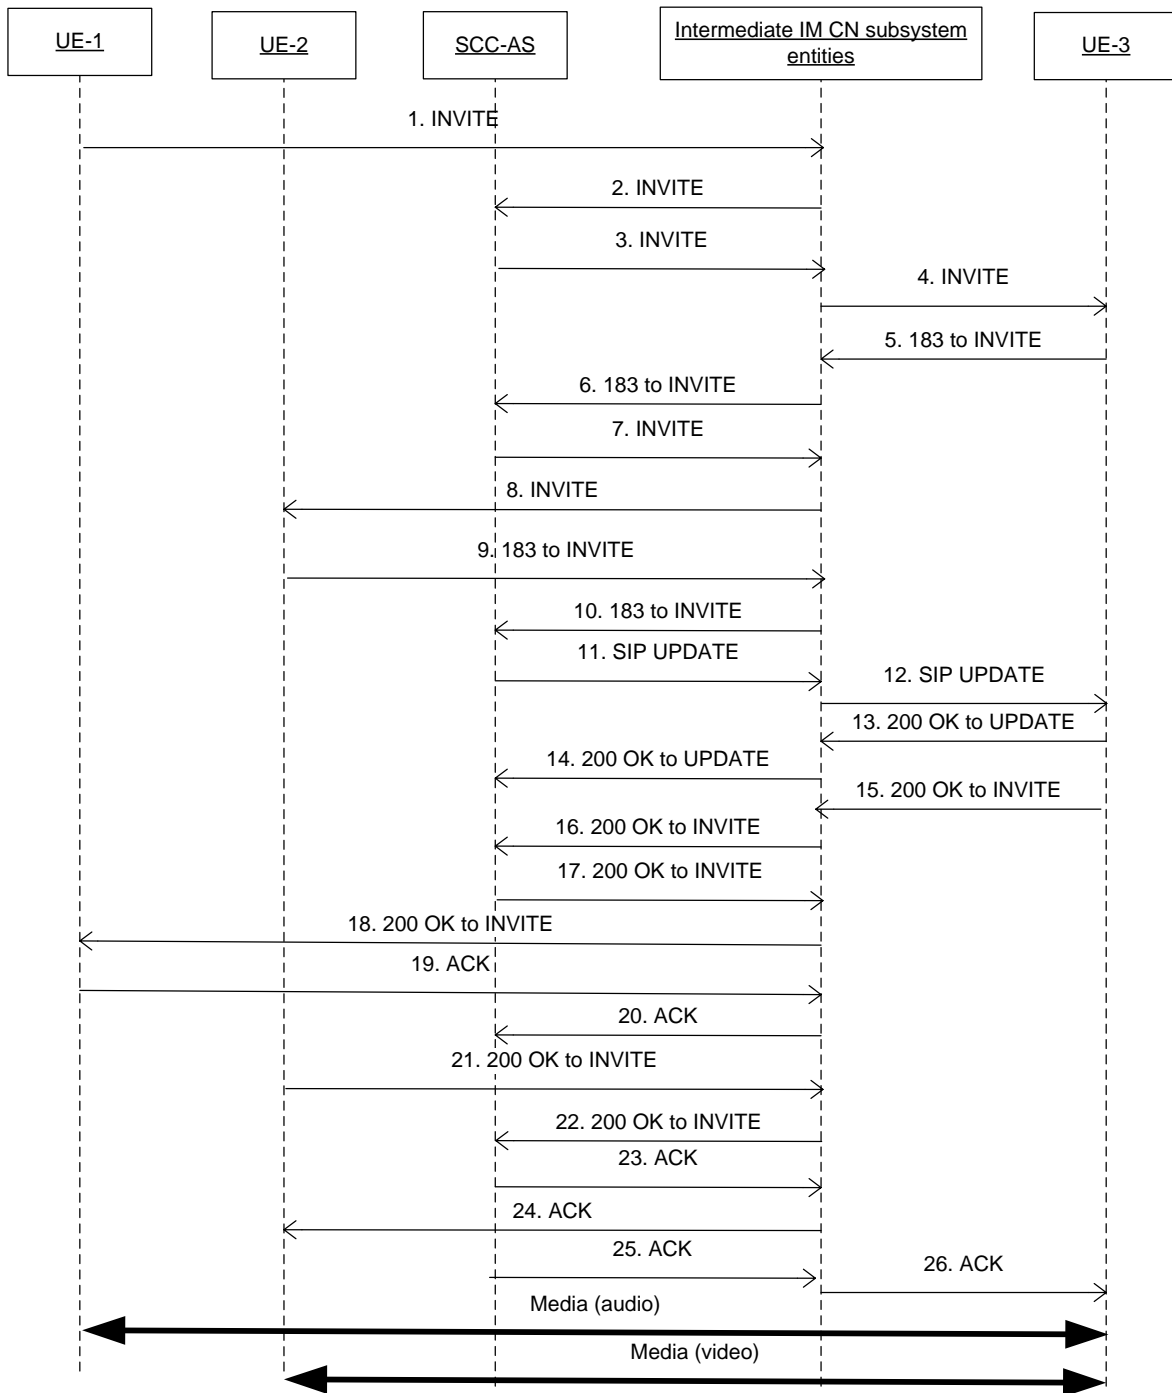 UE-1
UE-2
SCC-AS
Intermediate IM CN subsystem
entities
UE-3
1. INVITE
2. INVITE
3. INVITE
4. INVITE
5. 183 to INVITE
6. 183 to INVITE
7. INVITE
8. INVITE
9. 183 to INVITE
10. 183 to INVITE
11. SIP UPDATE
12. SIP UPDATE
13. 200 OK to UPDATE
14. 200 OK to UPDATE
15. 200 OK to INVITE
16. 200 OK to INVITE
17. 200 OK to INVITE
18. 200 OK to INVITE
19. ACK
20. ACK
21. 200 OK to INVITE
22. 200 OK to INVITE
23. ACK
24. ACK
25. ACK
26. ACK
Media (audio)
Media (video)